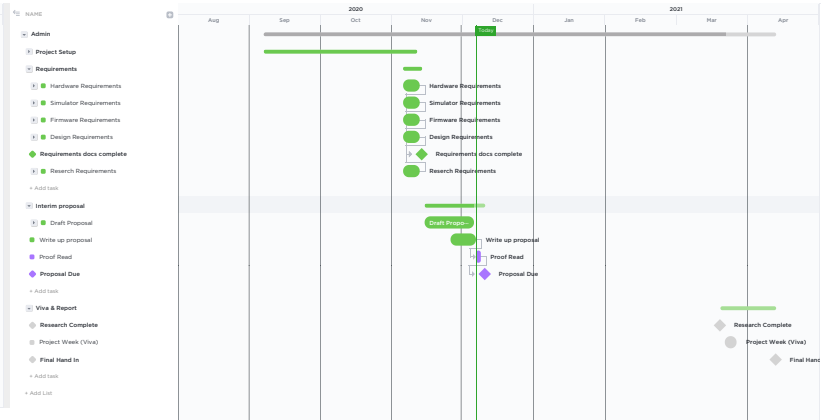 2020 2021
NAME Aug Sep Oct Nov Dec Jan Feb Mar Apr
Today
Admin
Project Setup
Requirements
Hardware Requirements Hardware Requirements
Simulator Requirements Simulator Requirements
Firmware Requirements Firmware Requirements
Design Requirements Design Requirements
Requirements docs complete Requirements docs complete
Reserch Requirements Reserch Requirements
+ Add task
Interim proposal
Draft Proposal Draft Propo...
Write up proposal Write up proposal
Proof Read Proof Read
Proposal Due Proposal Due
+ Add task
Viva & Report
Research Complete Research Complete
Project Week (Viva) Project Week (Viva)
Final Hand In Final Hand
+ Add task
+ Add List